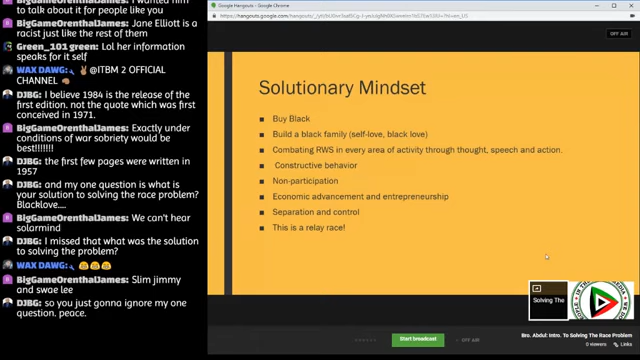 to talk about it for people like you
BigGameOrenthalJames: Jane Elliott is a
racist just like the rest of them
Green_101 green: Lol her information
speaks for it self
WAX DAWG: @ITBM 2 OFFICIAL
CHANNEL
DJBG: I believe 1984 is the release of the
first edition. not the quote which was first
conceived in 1971.
BigGameOrenthalJames: Exactly under
conditions of war sobriety would be
best!!!!!!!
DJBG: the first few pages were written in
1957
DJBG: and my one question is what is
your solution to solving the race problem?
Blacklove....
BigGameOrenthalJames: We can't hear
solarmind
DJBG: I missed that what was the solution
to solving the problem?
WAX DAWG:
BigGameOrenthalJames: Slim jimmy
and swae lee
DJBG: so you just gonna ignore my one
question. peace.
Google Hangouts - Google Chrome
https://hangouts.google.com/hangouts/
OFF AIR
Solutionary Mindset
Buy Black
Build a black family (self-love, black love)
Combating RWS in every area of activity through thought, speech and action.
Constructive behavior
Non-participation
Economic advancement and entrepreneurship
Separation and control
This is a relay race!
Solving The
Start broadcast
OFF AIR
Bro. Abdul: Intro. To Solving The Race Problem
0 viewers
Links